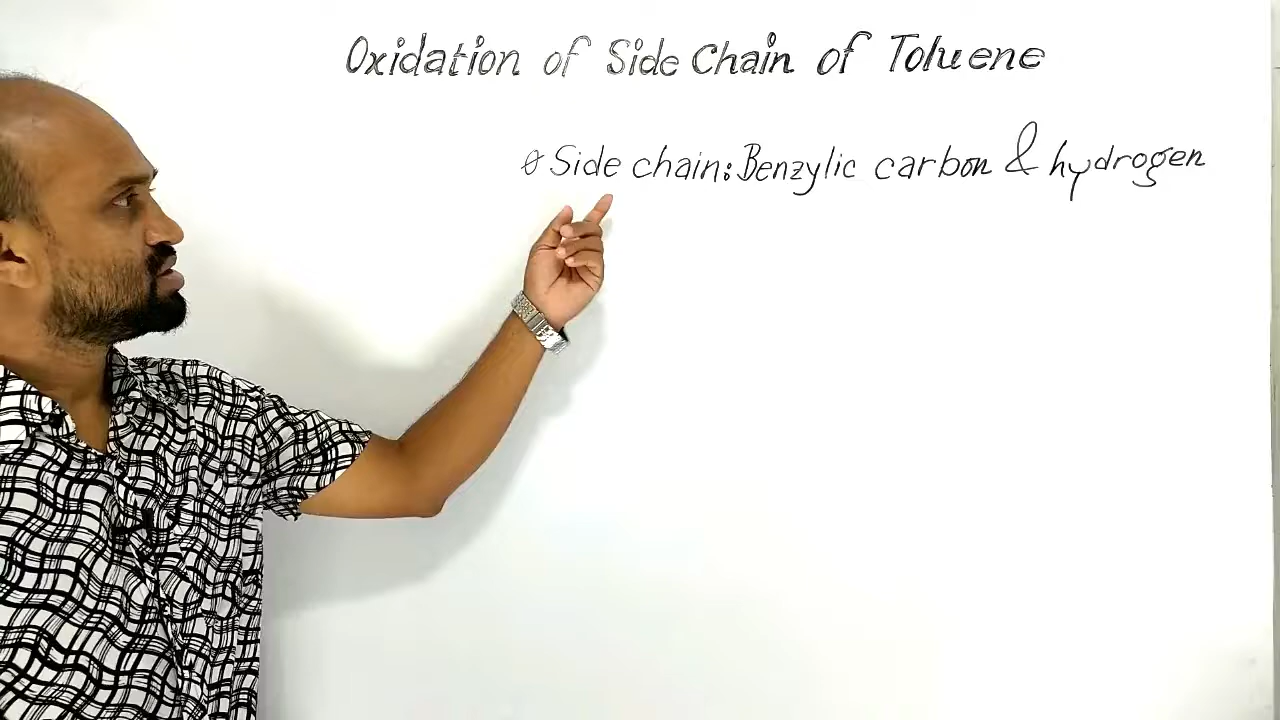 Oxidation of Side Chain of Toluene
* Side chain: Benzylic carbon & hydrogen